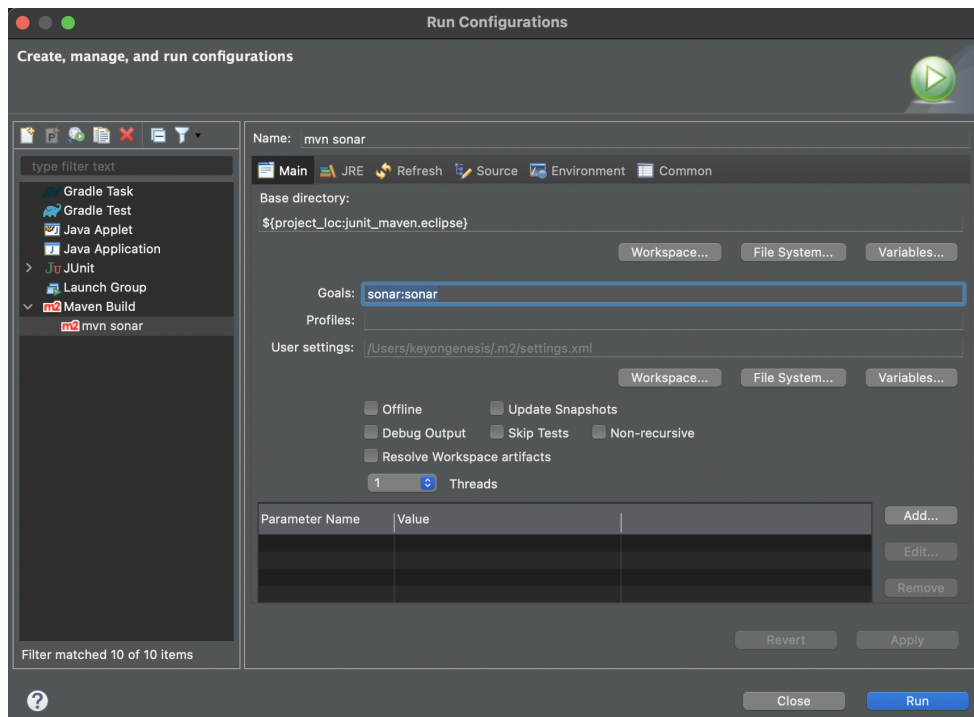 Run Configurations
Create, manage, and run configurations
type filter text
Gradle Task
Gradle Test
Java Applet
Java Application
JUnit
Launch Group
Maven Build
mvn sonar
Filter matched 10 of 10 items
Name: mvn sonar
Main JRE Refresh Source Environment Common
Base directory:
${project_loc:junit_maven.eclipse}
Workspace... File System... Variables...
Goals: sonar:sonar
Profiles:
User settings: /Users/keyongenesis/.m2/settings.xml
Workspace... File System... Variables...
Offline Update Snapshots
Debug Output Skip Tests Non-recursive
Resolve Workspace artifacts
1 Threads
Parameter Name Value
Add...
Edit...
Remove
Revert Apply
Close Run